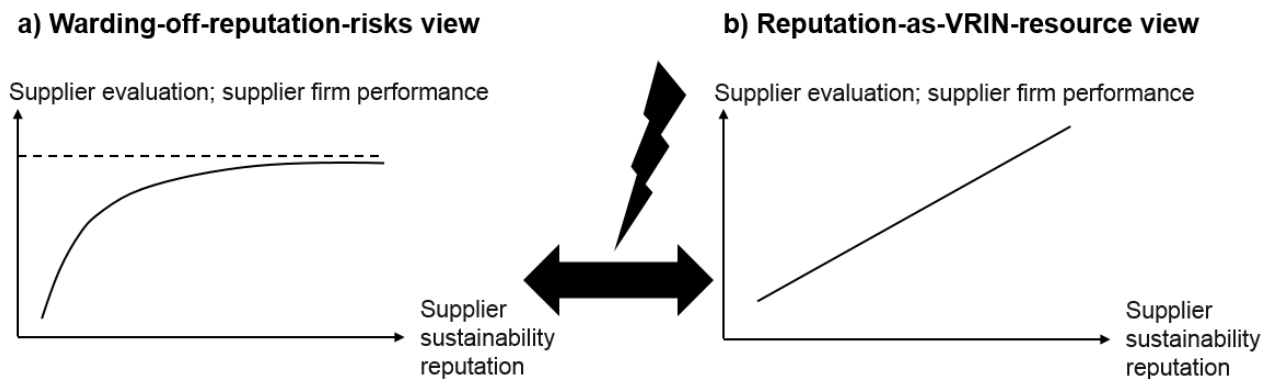 a) Warding-off-reputation-risks view
Supplier evaluation; supplier firm performance
Supplier
sustainability
reputation
b) Reputation-as-VRIN-resource view
Supplier evaluation; supplier firm performance
Supplier
sustainability
reputation